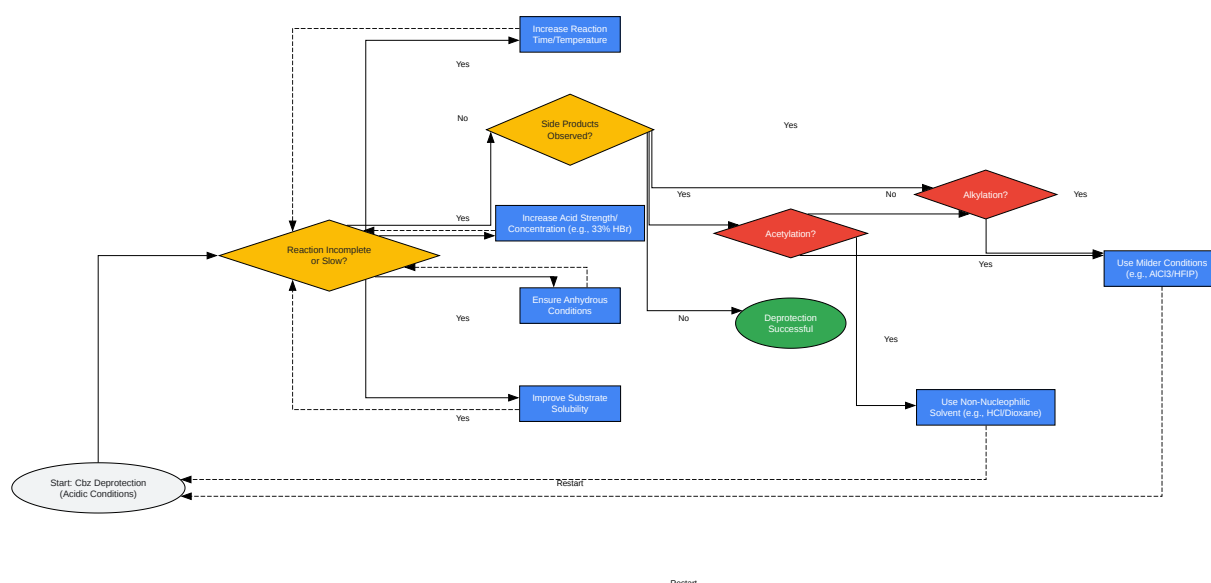 Increase Reaction
Time/Temperature
Yes
No
Side Products
Observed?
Yes
Yes
No
Alkylation?
Yes
Yes
Increase Acid Strength/
Concentration (e.g., 33% HBr)
Acetylation?
Reaction Incomplete
or Slow?
Yes
Use Milder Conditions
(e.g., AlCl3/HFIP)
Ensure Anhydrous
Conditions
Yes
No
Deprotection
Successful
Yes
Improve Substrate
Solubility
Yes
Use Non-Nucleophilic
Solvent (e.g., HCl/Dioxane)
Start: Cbz Deprotection
(Acidic Conditions)
Restart
Restart